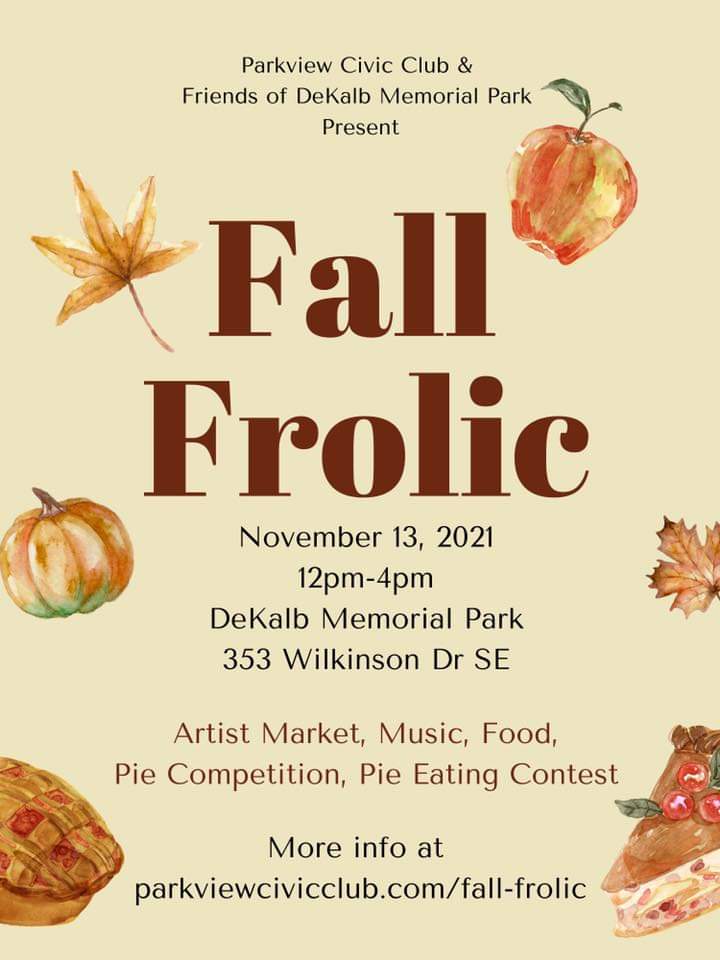 Parkview Civic Club &
Friends of DeKalb Memorial Park
Present
Fall
Frolic
November 13, 2021
12pm-4pm
DeKalb Memorial Park
353 Wilkinson Dr SE
Artist Market, Music, Food,
Pie Competition, Pie Eating Contest
More info at
parkviewcivicclub.com/fall-frolic